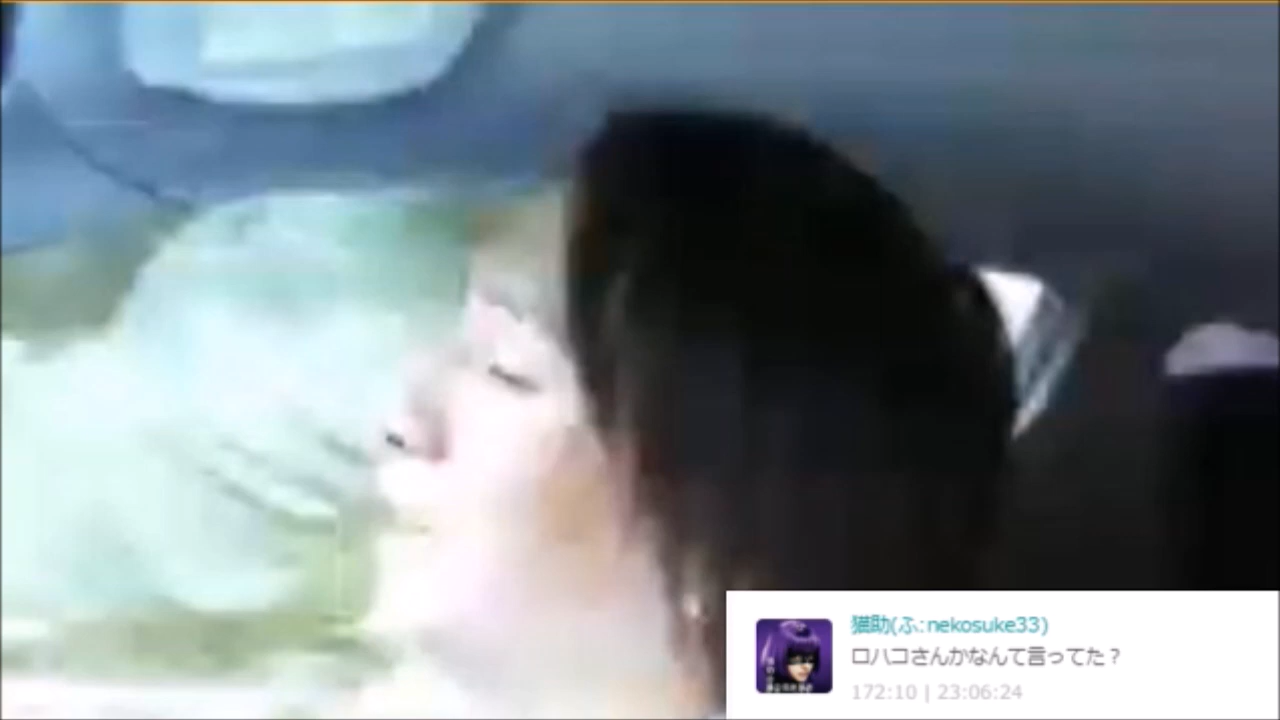 猫助(ふ:nekosuke33)
ロハコさんかなんて言ってた？
172:10 | 23:06:24